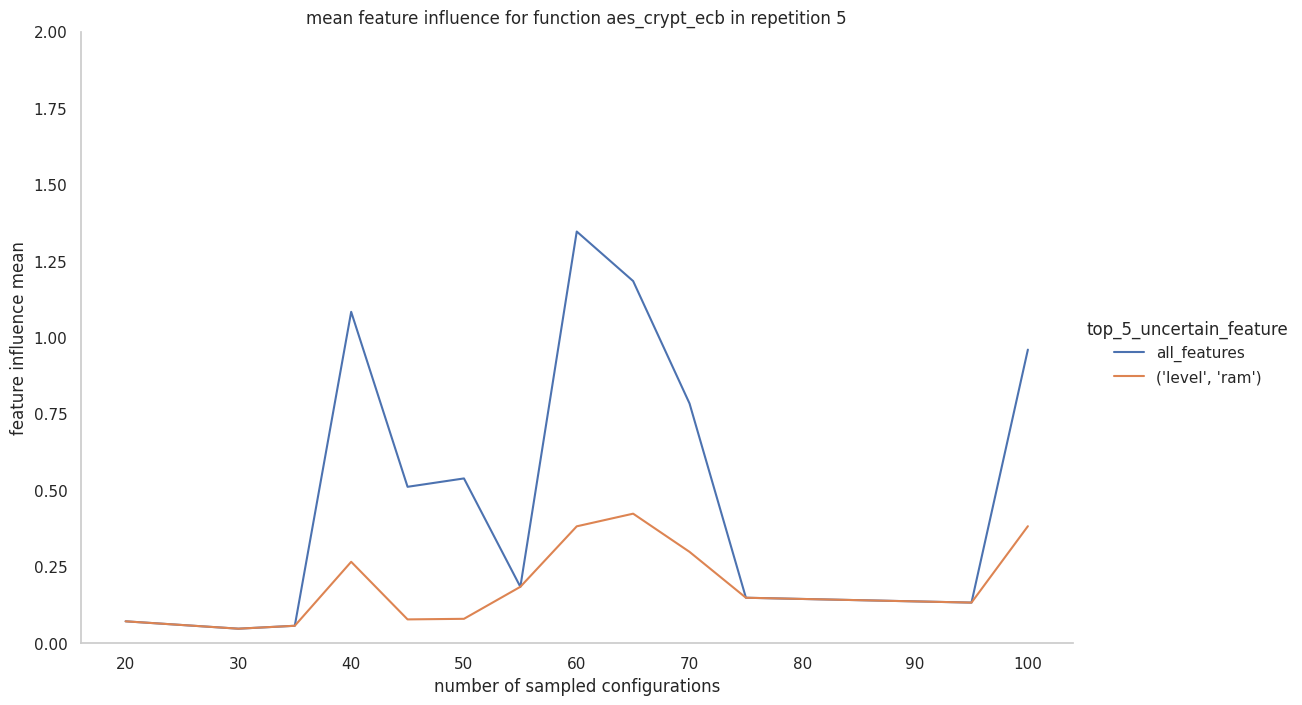 mean feature influence for function aes_crypt_ecb in repetition 5
2.00
1.75
1.50
1.25
1.00
0.75
0.50
0.25
0.00
feature influence mean
20 30 40 50 60 70 80 90 100
number of sampled configurations
top_5_uncertain_feature
all_features
('level', 'ram')